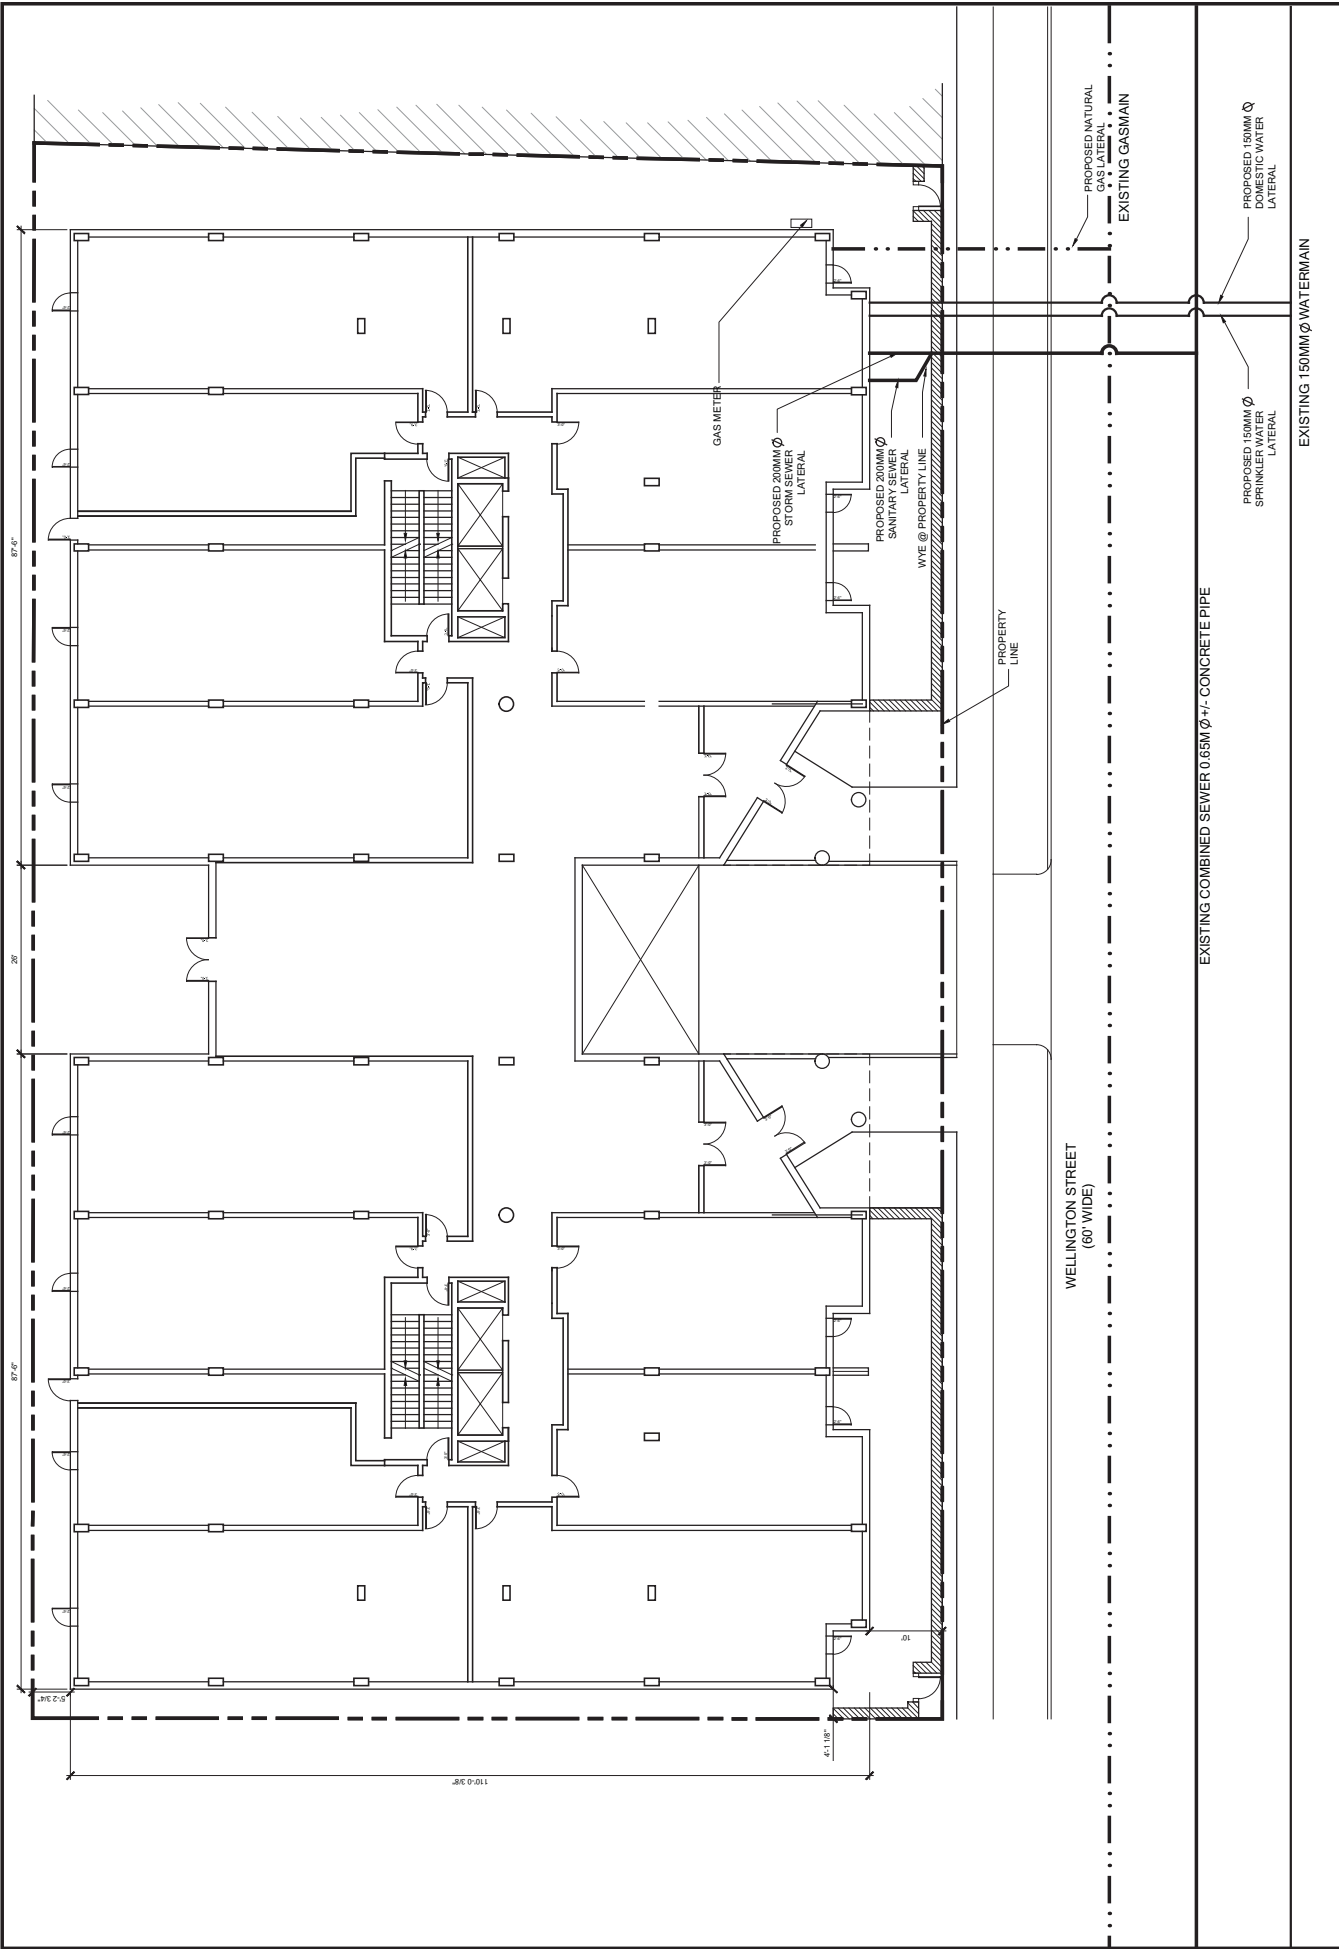 87'-6"
26'
87'-6"
5'-2 3/4"
110'-0 3/8"
4'-1 1/8"
10'
GAS METER
PROPOSED 200MM Ø
STORM SEWER
LATERAL
PROPOSED 200MM Ø
SANITARY SEWER
LATERAL
WYE @ PROPERTY LINE
PROPERTY
LINE
WELLINGTON STREET
(60' WIDE)
PROPOSED NATURAL
GAS LATERAL
EXISTING GASMAIN
EXISTING COMBINED SEWER 0.65M Ø +/- CONCRETE PIPE
PROPOSED 150MM Ø
DOMESTIC WATER
LATERAL
PROPOSED 150MM Ø
SPRINKLER WATER
LATERAL
EXISTING 150MM Ø WATERMAIN